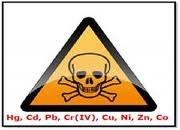 Hg, Cd, Pb, Cr(IV), Cu, Ni, Zn, Co